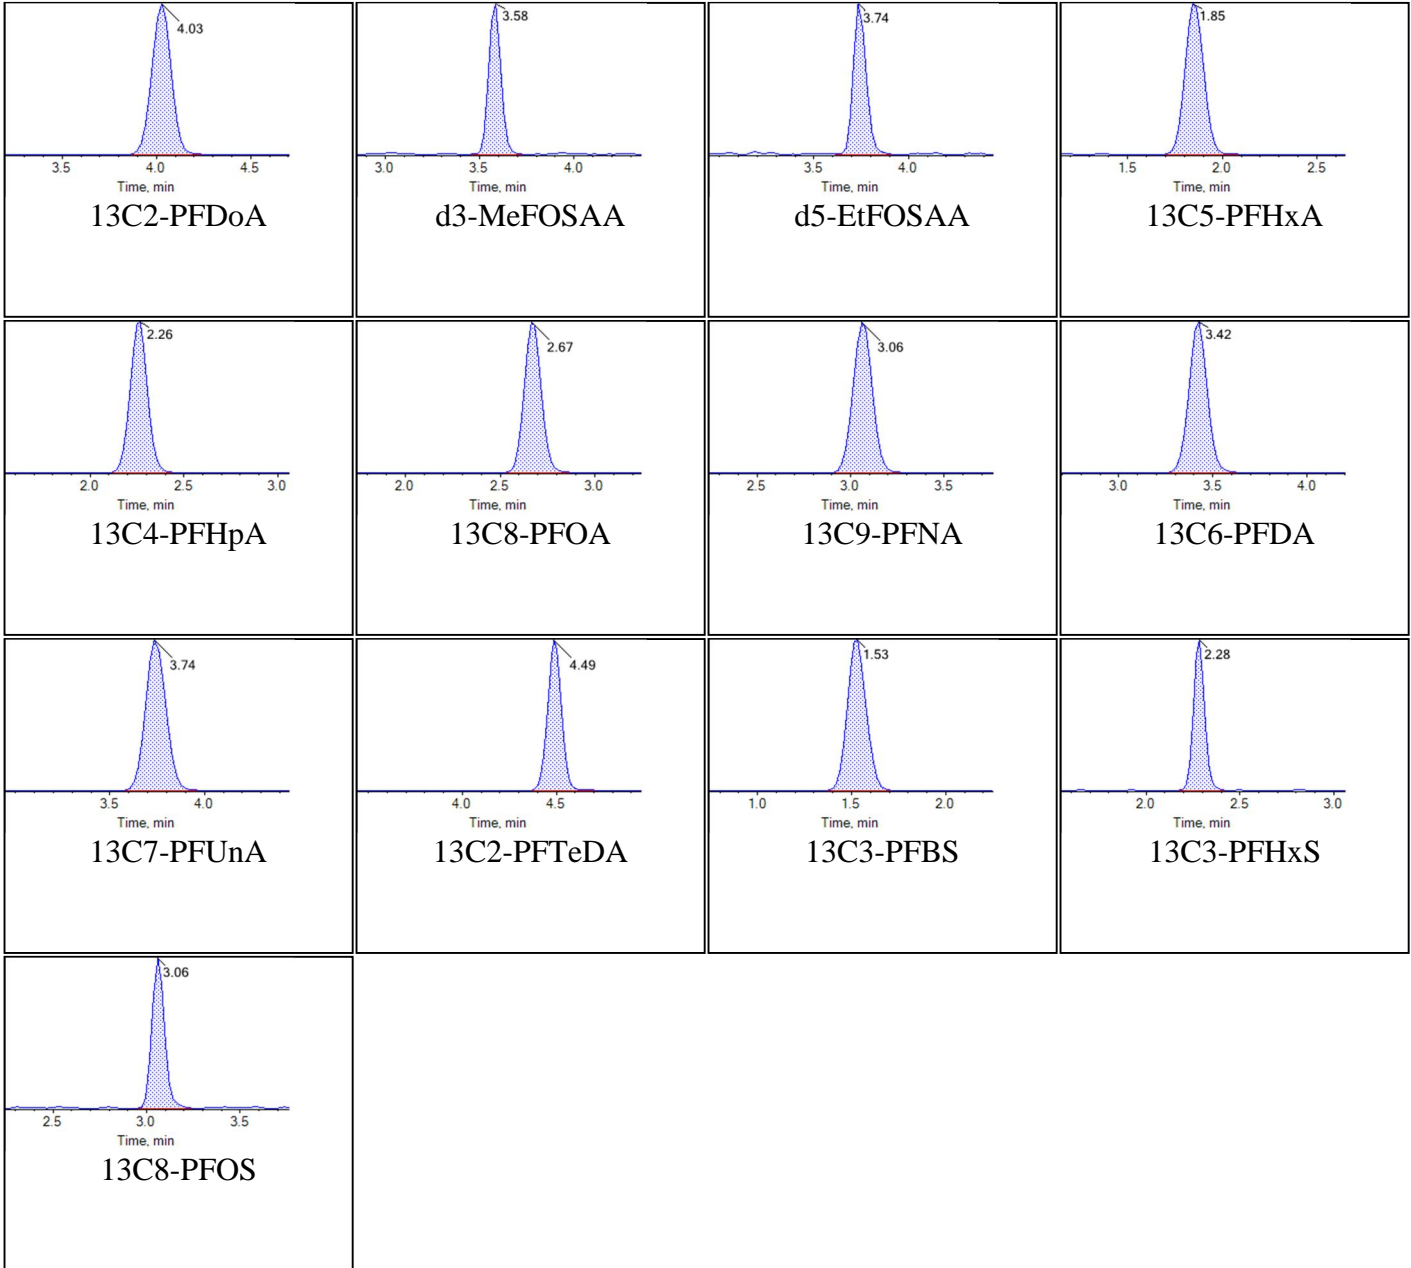 4.03
3.5 4.0 4.5
Time, min
13C2-PFDoA
3.58
3.0 3.5 4.0
Time, min
d3-MeFOSAA
3.74
3.5 4.0
Time, min
d5-EtFOSAA
1.85
1.5 2.0 2.5
Time, min
13C5-PFHxA
2.26
2.0 2.5 3.0
Time, min
13C4-PFHpA
2.67
2.0 2.5 3.0
Time, min
13C8-PFOA
3.06
2.5 3.0 3.5
Time, min
13C9-PFNA
3.42
3.0 3.5 4.0
Time, min
13C6-PFDA
3.74
3.5 4.0
Time, min
13C7-PFUnA
4.49
4.0 4.5
Time, min
13C2-PFTeDA
1.53
1.0 1.5 2.0
Time, min
13C3-PFBS
2.28
2.0 2.5 3.0
Time, min
13C3-PFHxS
3.06
2.5 3.0 3.5
Time, min
13C8-PFOS